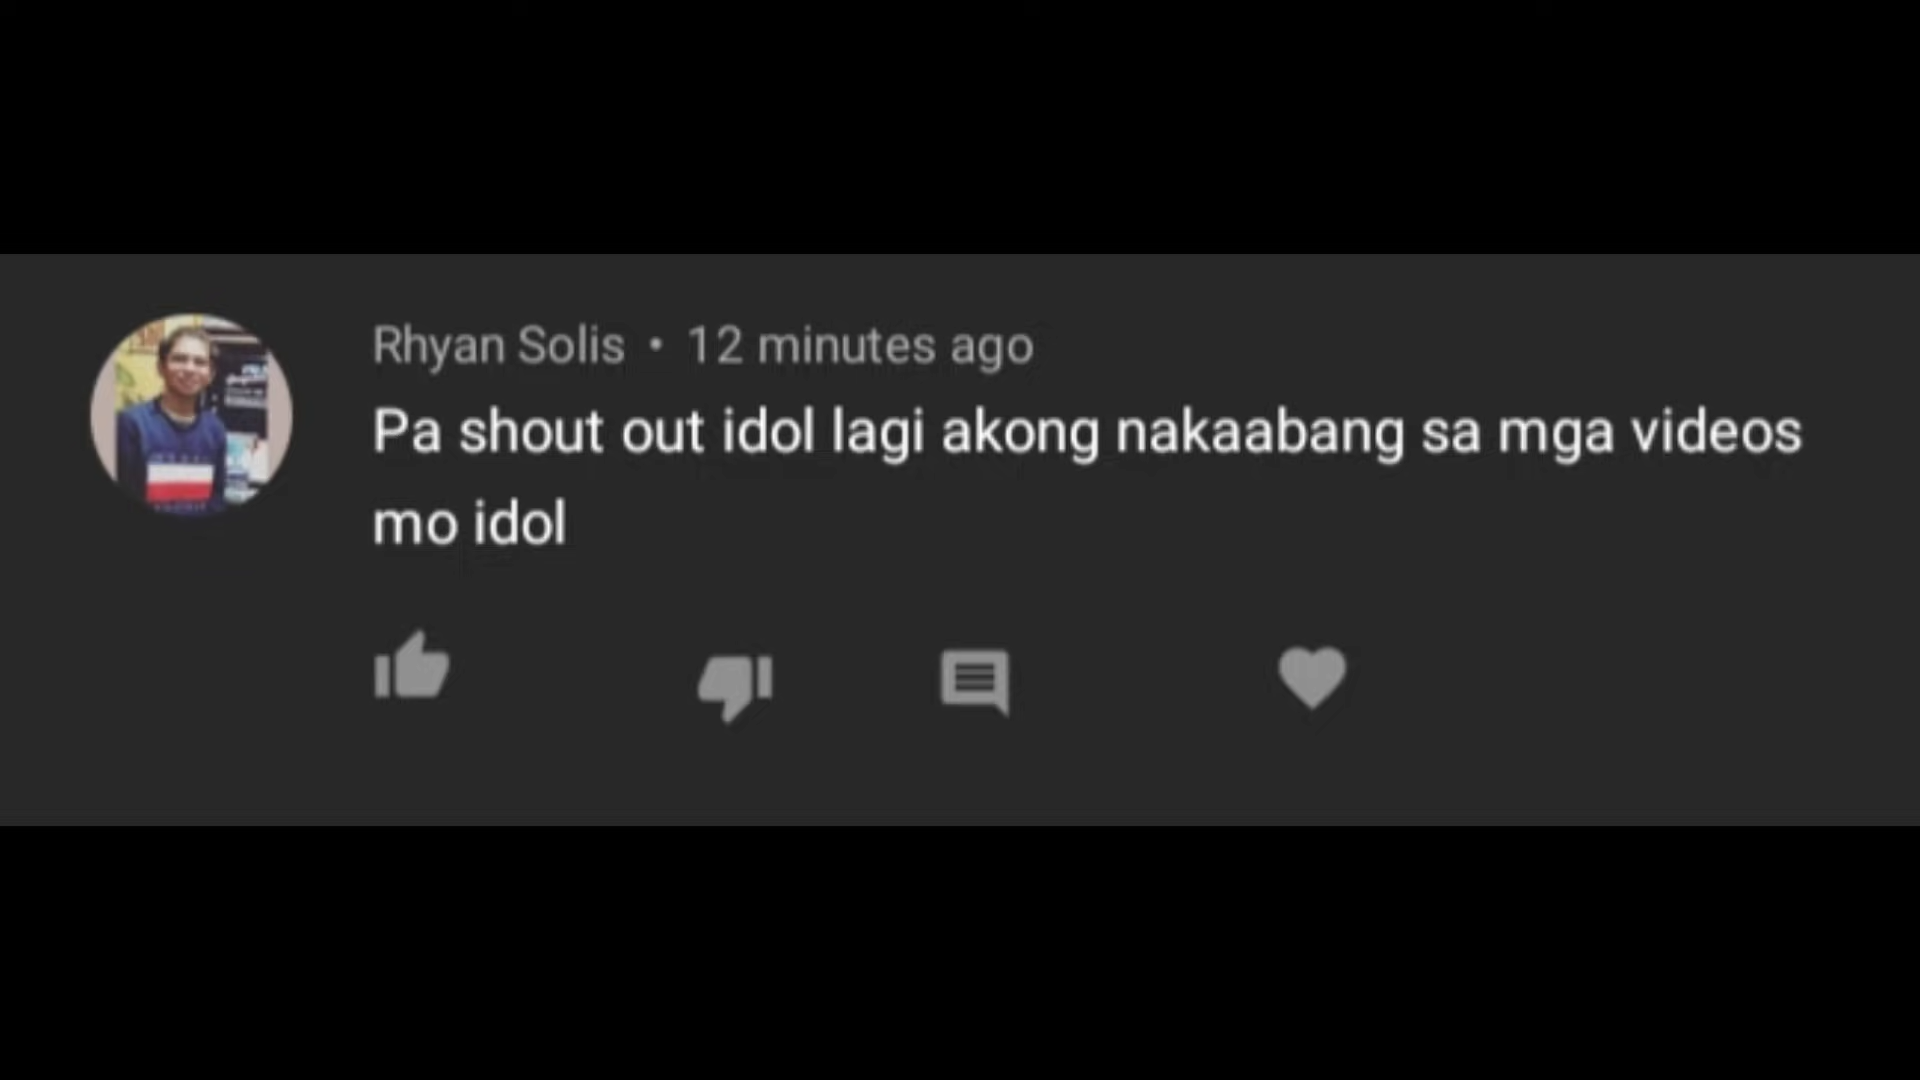 Rhyan Solis • 12 minutes ago
Pa shout out idol lagi akong nakaabang sa mga videos
mo idol